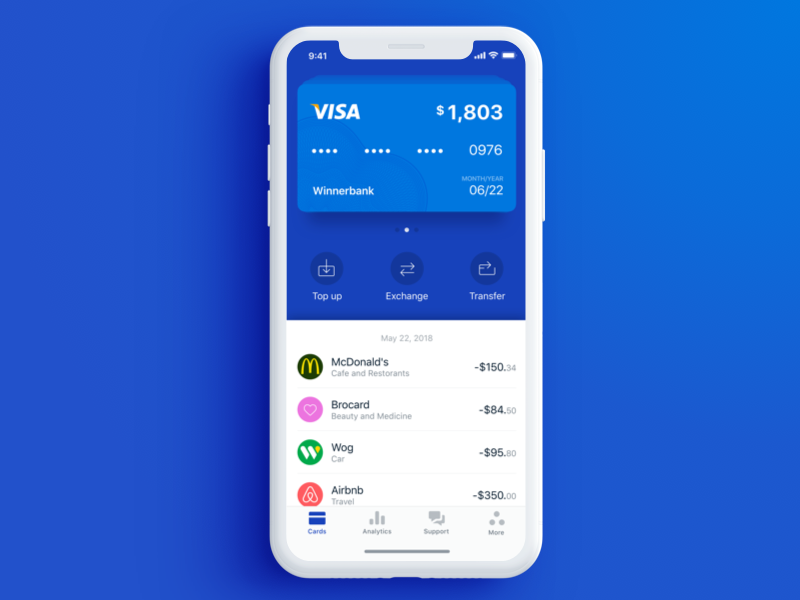 9:41
VISA
$1,803
•••• •••• •••• 0976
MONTH/YEAR
Winnerbank
06/22
Top up
Exchange
Transfer
May 22, 2018
McDonald's
-$150.34
Cafe and Restorants
Brocard
-$84.50
Beauty and Medicine
Wog
-$95.80
Car
Airbnb
-$350.00
Travel
Cards
Analytics
Support
More